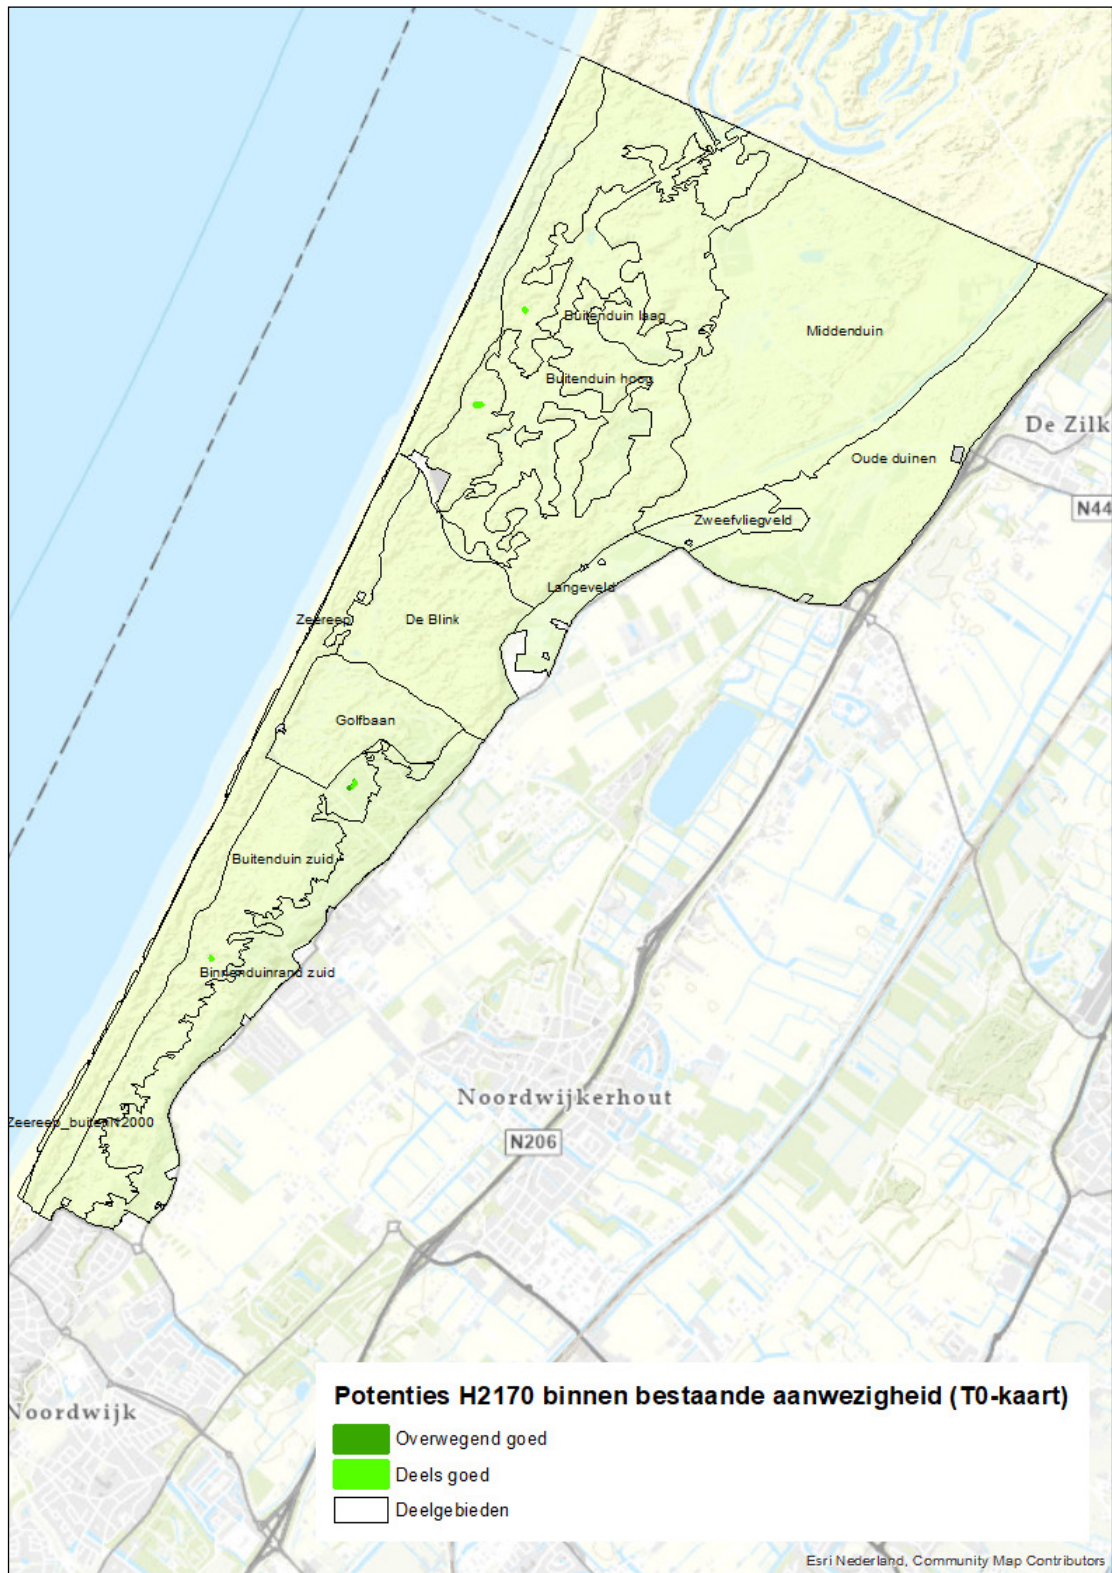 Buitenduin laag
Middenduin
Buitenduin hoog
De Zilk
Oude duinen
N44
Zweefvliegveld
Langeveld
Zeereep
De Blink
Golfbaan
Buitenduin zuid
Binnenduinrand zuid
Noordwijkerhout
Zeereep_buitenN2000
N206
Noordwijk
Potenties H2170 binnen bestaande aanwezigheid (T0-kaart)
Overwegend goed
Deels goed
Deelgebieden
Esri Nederland, Community Map Contributors